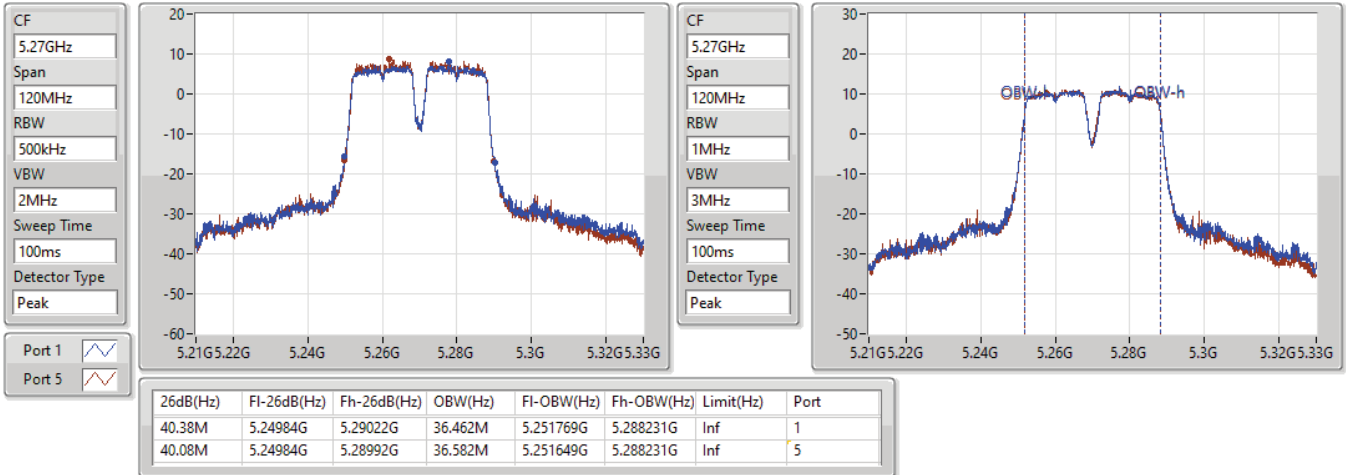 CF
5.27GHz
Span
120MHz
RBW
500kHz
VBW
2MHz
Sweep Time
100ms
Detector Type
Peak
20
10
0
-10
-20
-30
-40
-50
-60
5.21G 5.22G 5.24G 5.26G 5.28G 5.3G 5.32G 5.33G
Port 1
Port 5
CF
5.27GHz
Span
120MHz
RBW
1MHz
VBW
3MHz
Sweep Time
100ms
Detector Type
Peak
30
20
10
0
-10
-20
-30
-40
-50
OBW-l OBW-h
5.21G 5.22G 5.24G 5.26G 5.28G 5.3G 5.32G 5.33G
26dB(Hz) Fl-26dB(Hz) Fh-26dB(Hz) OBW(Hz) Fl-OBW(Hz) Fh-OBW(Hz) Limit(Hz) Port
40.38M 5.24984G 5.29022G 36.462M 5.251769G 5.288231G Inf 1
40.08M 5.24984G 5.28992G 36.582M 5.251649G 5.288231G Inf 5